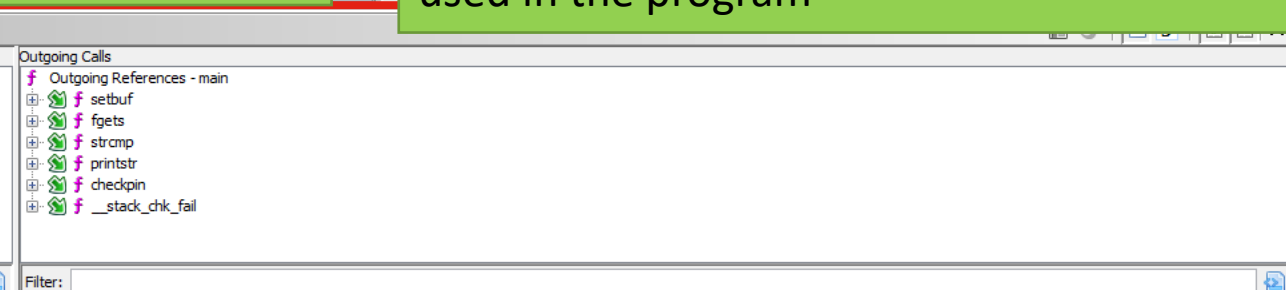 used in the program
Outgoing Calls
f Outgoing References - main
f setbuf
f fgets
f strcmp
f printstr
f checkpin
f __stack_chk_fail
Filter: